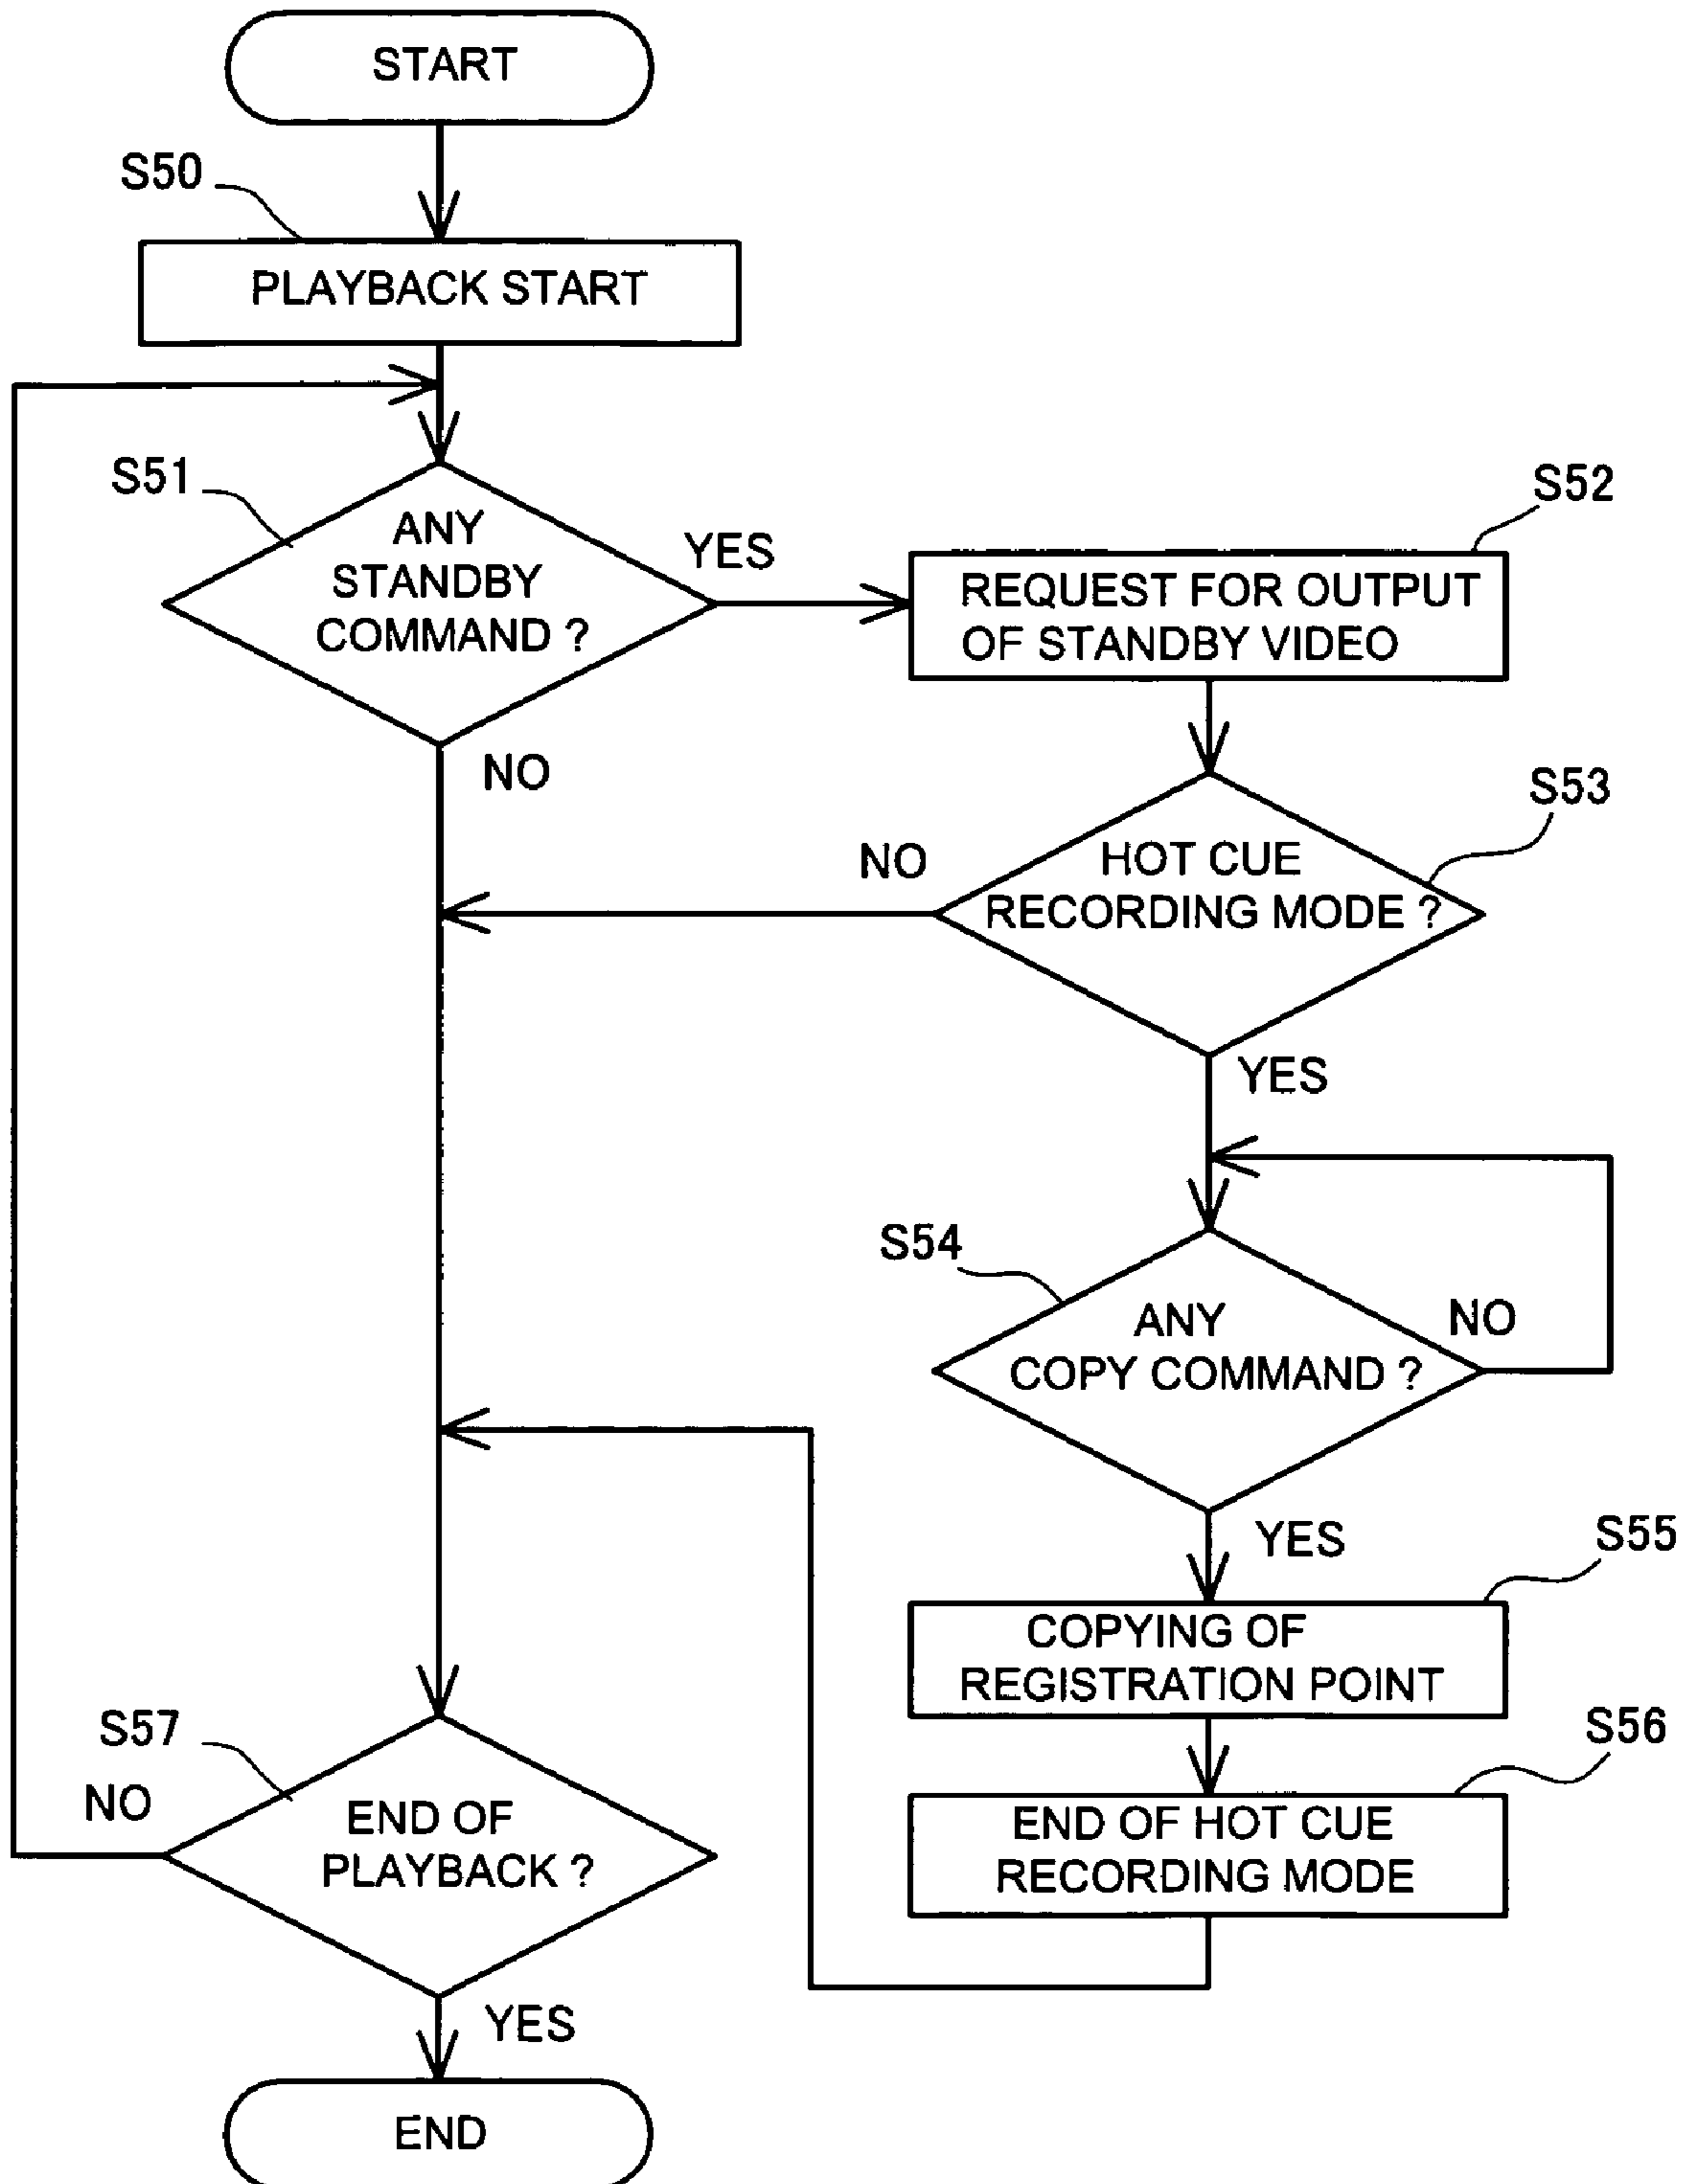 START
S50
PLAYBACK START
S51
ANY
STANDBY
COMMAND ?
YES
NO
S52
REQUEST FOR OUTPUT
OF STANDBY VIDEO
S53
HOT CUE
RECORDING MODE ?
NO
YES
S54
ANY
COPY COMMAND ?
NO
YES
S55
COPYING OF
REGISTRATION POINT
S56
END OF HOT CUE
RECORDING MODE
S57
END OF
PLAYBACK ?
NO
YES
END